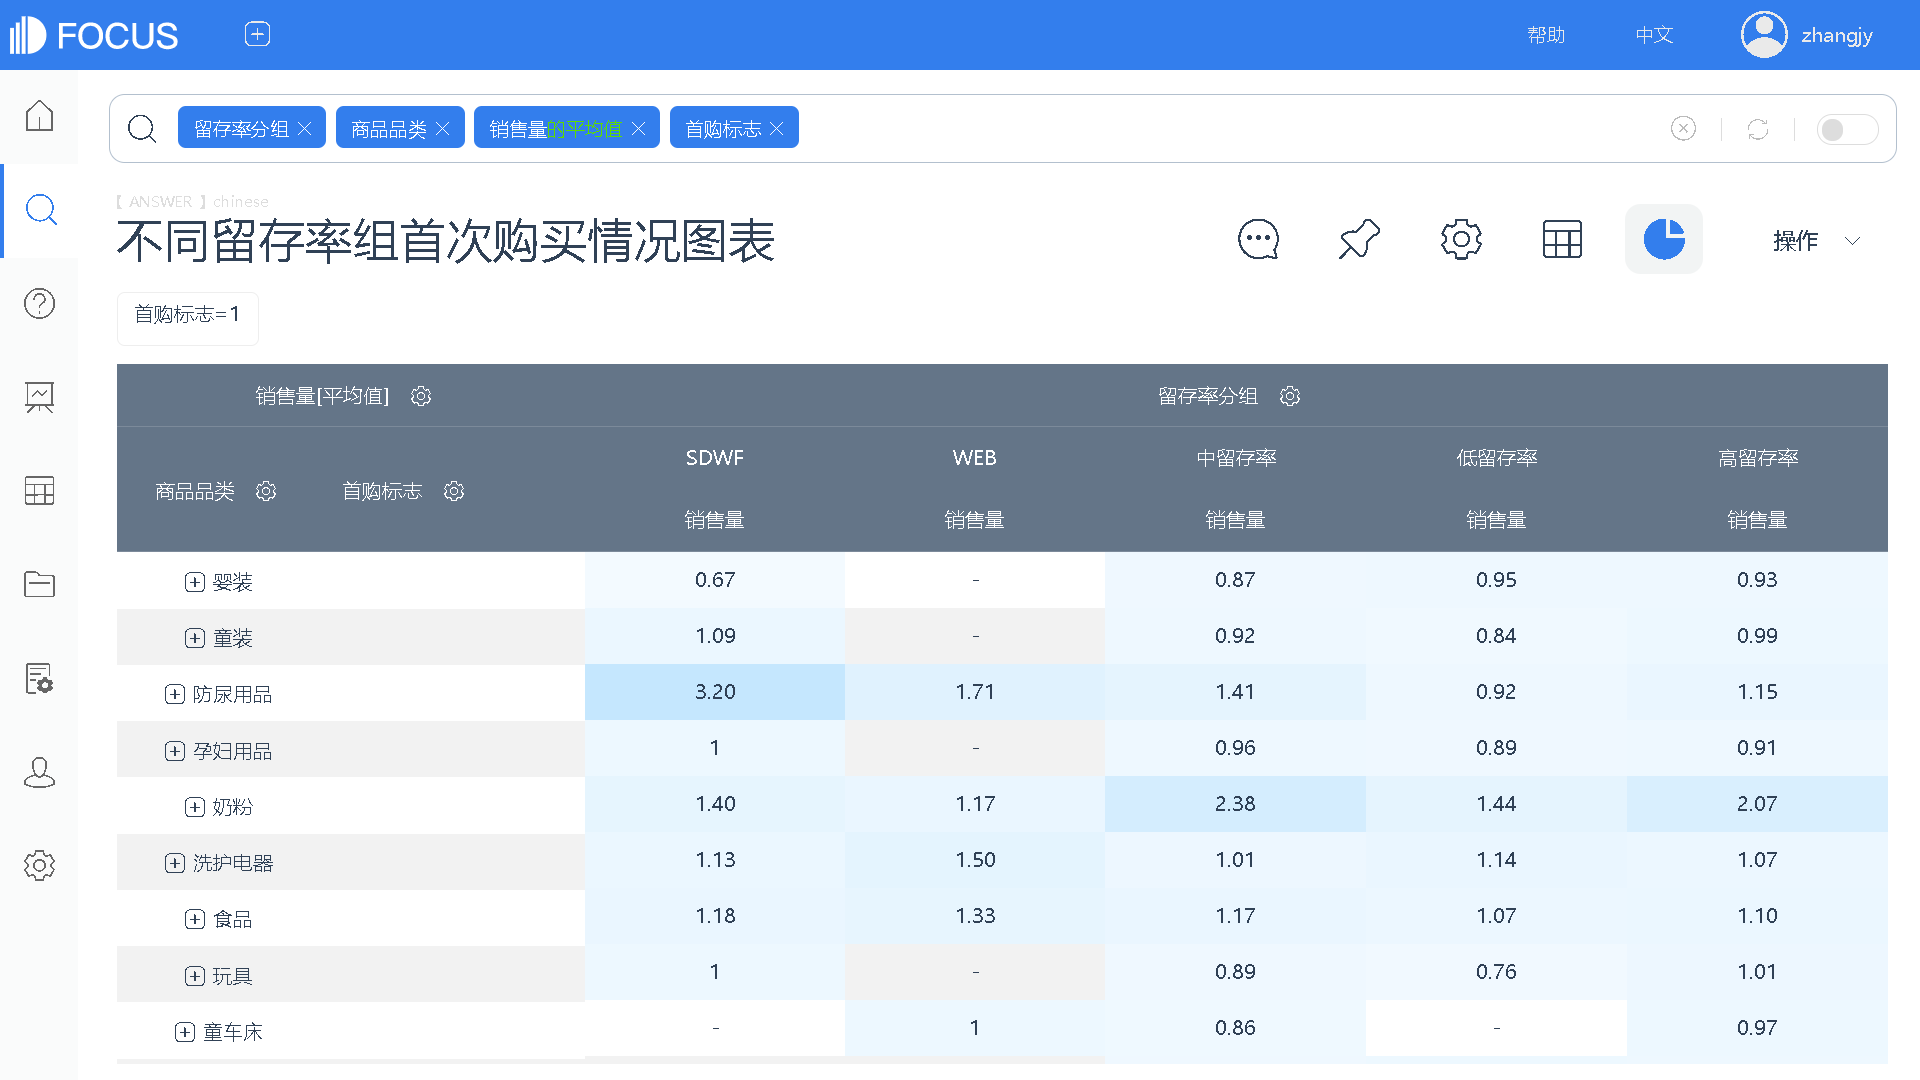 FOCUS 帮助 中文 zhangjy
留存率分组 商品品类 销售量的平均值 首购标志
【 ANSWER 】chinese
不同留存率组首次购买情况图表
操作
首购标志=1
销售量[平均值] 留存率分组
SDWF WEB 中留存率 低留存率 高留存率
商品品类 首购标志
销售量 销售量 销售量 销售量 销售量
婴装 0.67 - 0.87 0.95 0.93
童装 1.09 - 0.92 0.84 0.99
防尿用品 3.20 1.71 1.41 0.92 1.15
孕妇用品 1 - 0.96 0.89 0.91
奶粉 1.40 1.17 2.38 1.44 2.07
洗护电器 1.13 1.50 1.01 1.14 1.07
食品 1.18 1.33 1.17 1.07 1.10
玩具 1 - 0.89 0.76 1.01
童车床 - 1 0.86 - 0.97